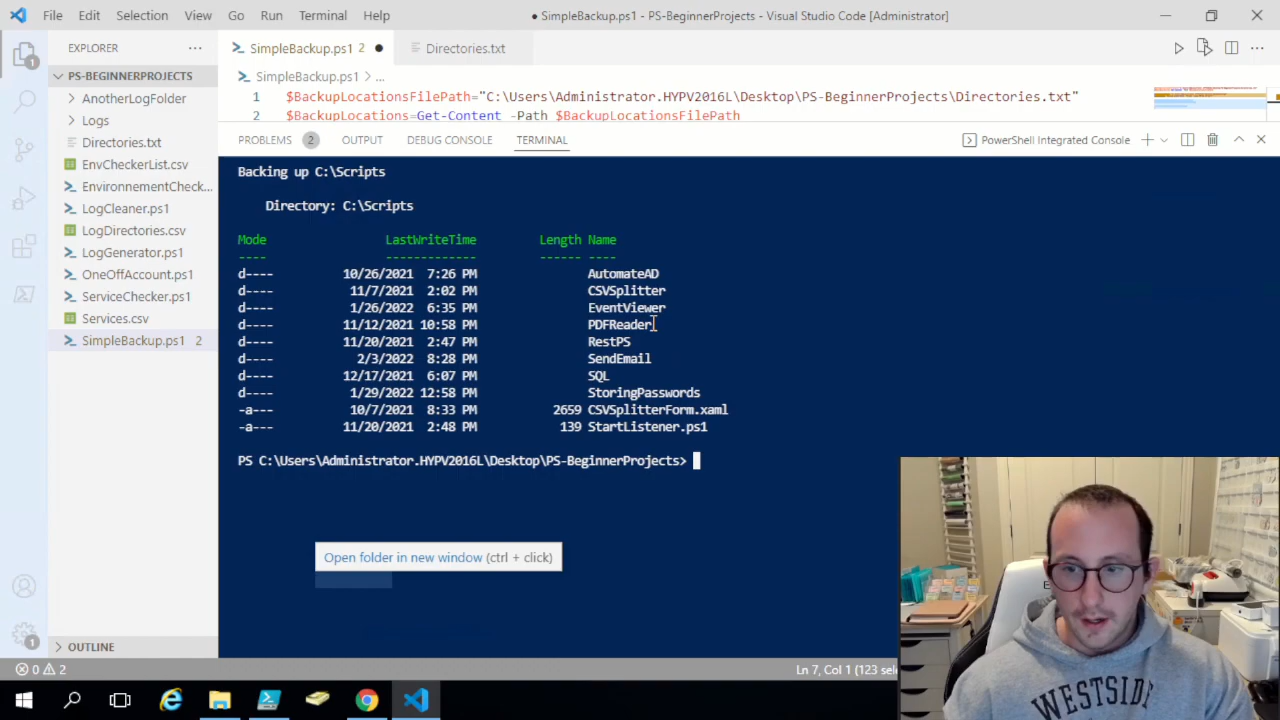 File Edit Selection View Go Run Terminal Help
● SimpleBackup.ps1 - PS-BeginnerProjects - Visual Studio Code [Administrator]
EXPLORER
SimpleBackup.ps1 2 ●
Directories.txt
PS-BEGINNERPROJECTS
AnotherLogFolder
Logs
Directories.txt
EnvCheckerList.csv
EnvironnementCheck...
LogCleaner.ps1
LogDirectories.csv
LogGenerator.ps1
OneOffAccount.ps1
ServiceChecker.ps1
Services.csv
SimpleBackup.ps1 2
OUTLINE
SimpleBackup.ps1 > ...
1 $BackupLocationsFilePath="C:\Users\Administrator.HYPV2016L\Desktop\PS-BeginnerProjects\Directories.txt"
2 $BackupLocations=Get-Content -Path $BackupLocationsFilePath
PROBLEMS 2 OUTPUT DEBUG CONSOLE TERMINAL
PowerShell Integrated Console
Backing up C:\Scripts
Directory: C:\Scripts
Mode LastWriteTime Length Name
---- ------------- ------ ----
d---- 10/26/2021 7:26 PM AutomateAD
d---- 11/7/2021 2:02 PM CSVSplitter
d---- 1/26/2022 6:35 PM EventViewer
d---- 11/12/2021 10:58 PM PDFReader
d---- 11/20/2021 2:47 PM RestPS
d---- 2/3/2022 8:28 PM SendEmail
d---- 12/17/2021 6:07 PM SQL
d---- 1/29/2022 12:58 PM StoringPasswords
-a--- 10/7/2021 8:33 PM 2659 CSVSplitterForm.xaml
-a--- 11/20/2021 2:48 PM 139 StartListener.ps1
PS C:\Users\Administrator.HYPV2016L\Desktop\PS-BeginnerProjects>
Open folder in new window (ctrl + click)
1
1
0 2
Ln 7, Col 1 (123 sele
WESTSIDE